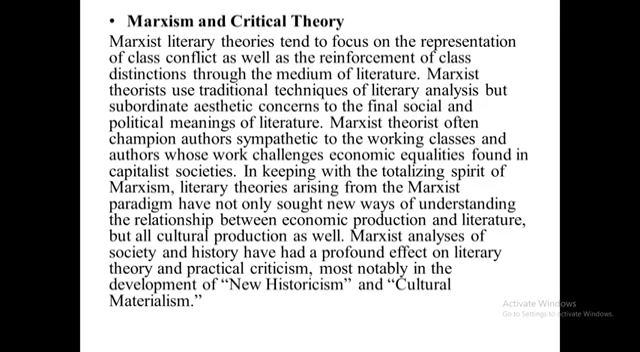 • Marxism and Critical Theory
Marxist literary theories tend to focus on the representation
of class conflict as well as the reinforcement of class
distinctions through the medium of literature. Marxist
theorists use traditional techniques of literary analysis but
subordinate aesthetic concerns to the final social and
political meanings of literature. Marxist theorist often
champion authors sympathetic to the working classes and
authors whose work challenges economic equalities found in
capitalist societies. In keeping with the totalizing spirit of
Marxism, literary theories arising from the Marxist
paradigm have not only sought new ways of understanding
the relationship between economic production and literature,
but all cultural production as well. Marxist analyses of
society and history have had a profound effect on literary
theory and practical criticism, most notably in the
development of “New Historicism” and “Cultural
Materialism.”
Activate Windows
Go to Settings to activate Windows.